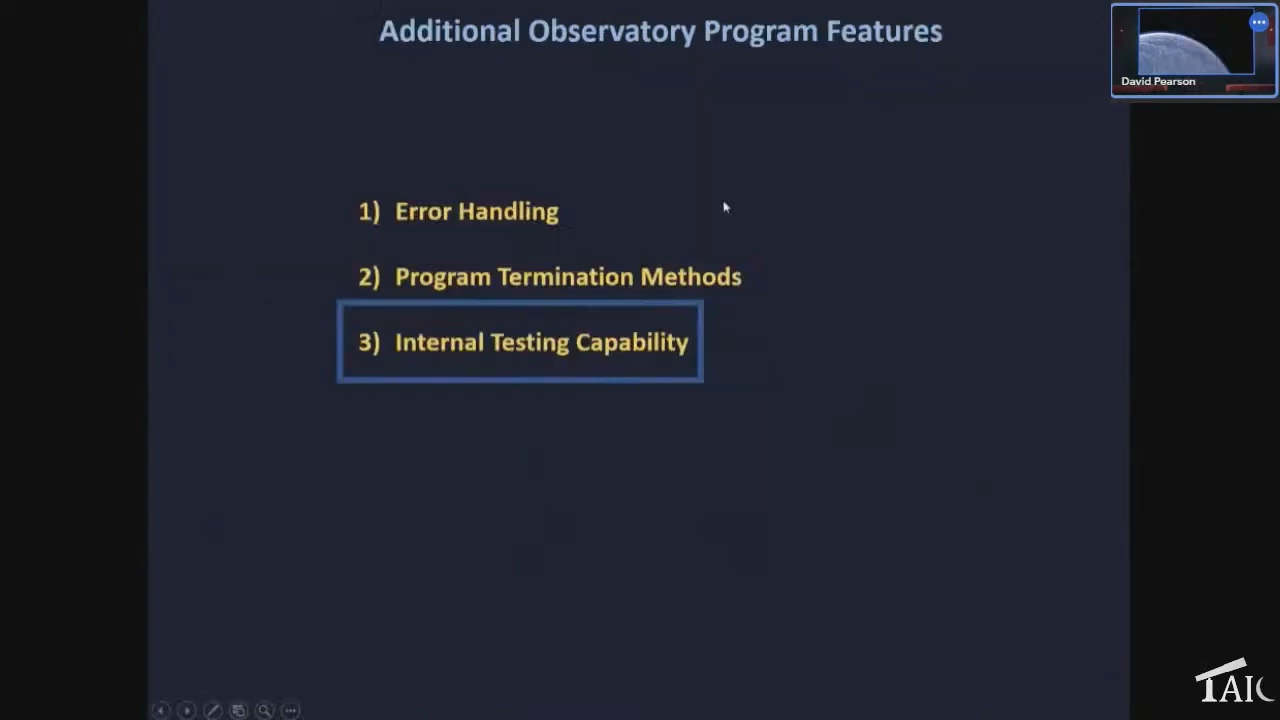 Additional Observatory Program Features
David Pearson
1) Error Handling
2) Program Termination Methods
3) Internal Testing Capability
TAIC